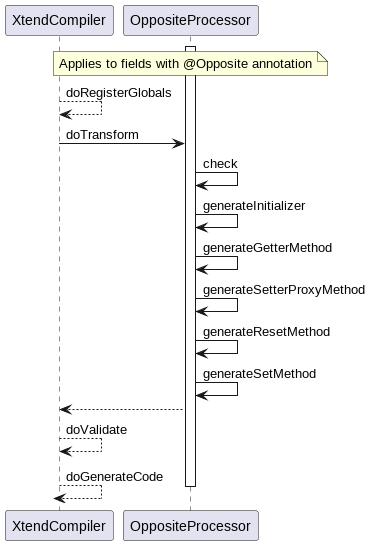 XtendCompiler OppositeProcessor
Applies to fields with @Opposite annotation
doRegisterGlobals
doTransform
check
generateInitializer
generateGetterMethod
generateSetterProxyMethod
generateResetMethod
generateSetMethod
doValidate
doGenerateCode
XtendCompiler OppositeProcessor